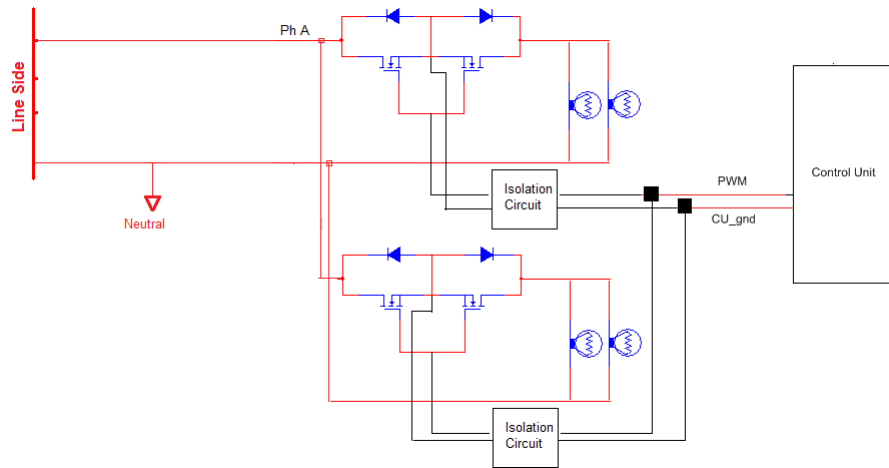 Ph A
Line Side
Neutral
Isolation
Circuit
PWM
CU_gnd
Control Unit
Isolation
Circuit